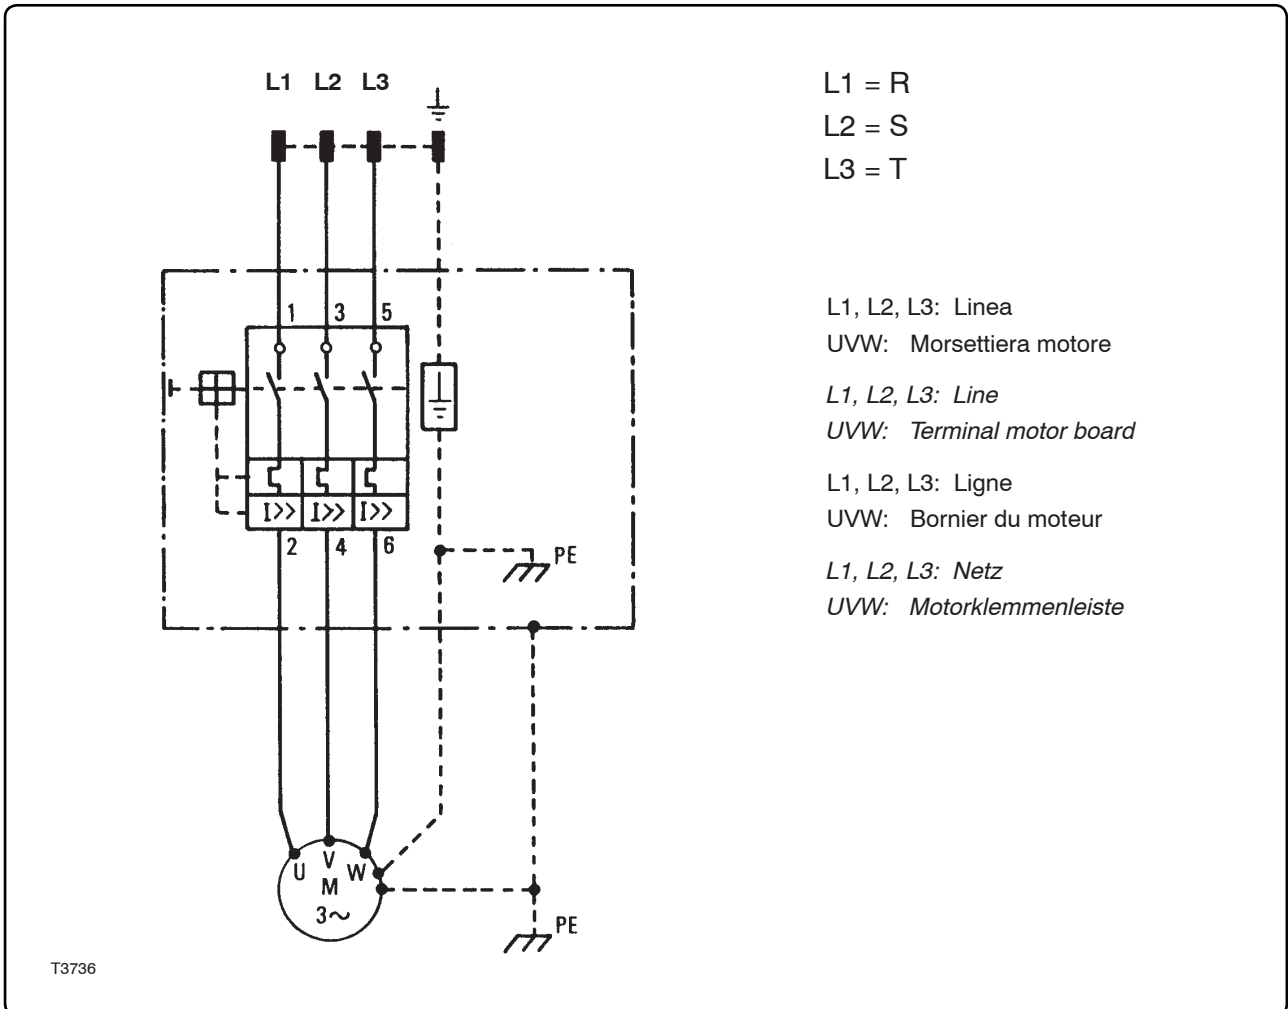 L1 L2 L3
L1 = R
L2 = S
L3 = T
1 3 5
I>> I>> I>>
2 4 6
PE
U V W
M
3~
PE
L1, L2, L3: Linea
UVW: Morsettiera motore
L1, L2, L3: Line
UVW: Terminal motor board
L1, L2, L3: Ligne
UVW: Bornier du moteur
L1, L2, L3: Netz
UVW: Motorklemmenleiste
T3736